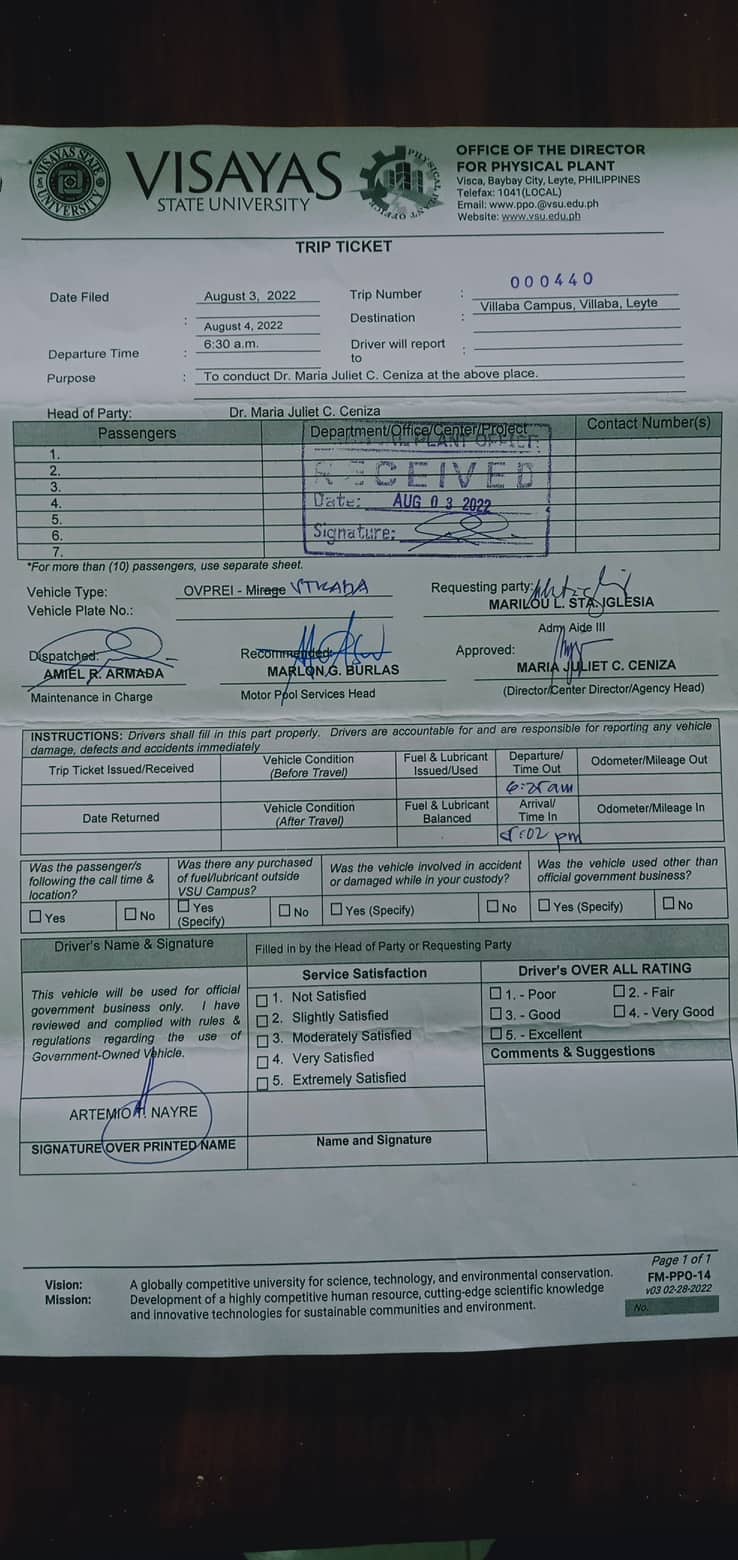 VISAYAS STATE UNIVERSITY
VISAYAS
STATE UNIVERSITY
PHYSICAL PLANT OFFICE
OFFICE OF THE DIRECTOR
FOR PHYSICAL PLANT
Visca, Baybay City, Leyte, PHILIPPINES
Telefax: 1041(LOCAL)
Email: www.ppo.@vsu.edu.ph
Website: www.vsu.edu.ph
TRIP TICKET
Date Filed August 3, 2022 Trip Number : 000440
: August 4, 2022 Destination : Villaba Campus, Villaba, Leyte
Departure Time : 6:30 a.m. Driver will report to :
Purpose : To conduct Dr. Maria Juliet C. Ceniza at the above place.
Head of Party: Dr. Maria Juliet C. Ceniza
Passengers Department/Office/Center/Project Contact Number(s)
1.
2.
3.
4.
5.
6.
7.
PLANT OFFICE
RECEIVED
Date: AUG 03 2022
Signature:
*For more than (10) passengers, use separate sheet.
Vehicle Type: OVPREI - Mirage STRADA Requesting party:
Vehicle Plate No.: MARILOU L. STA. IGLESIA
Adm Aide III
Dispatched: Recommended: Approved:
AMIEL R. ARMADA MARLON G. BURLAS MARIA JULIET C. CENIZA
Maintenance in Charge Motor Pool Services Head (Director/Center Director/Agency Head)
INSTRUCTIONS: Drivers shall fill in this part properly. Drivers are accountable for and are responsible for reporting any vehicle
damage, defects and accidents immediately
Trip Ticket Issued/Received Vehicle Condition (Before Travel) Fuel & Lubricant Issued/Used Departure/ Time Out Odometer/Mileage Out
6:25 am
Date Returned Vehicle Condition (After Travel) Fuel & Lubricant Balanced Arrival/ Time In Odometer/Mileage In
:02 pm
Was the passenger/s following the call time & location?
Was there any purchased of fuel/lubricant outside VSU Campus?
Was the vehicle involved in accident or damaged while in your custody?
Was the vehicle used other than official government business?
Yes No Yes (Specify) No Yes (Specify) No Yes (Specify) No
Driver's Name & Signature Filled in by the Head of Party or Requesting Party
This vehicle will be used for official
government business only. I have
reviewed and complied with rules &
regulations regarding the use of
Government-Owned Vehicle.
ARTEMIO NAYRE
SIGNATURE OVER PRINTED NAME
Service Satisfaction
1. Not Satisfied
2. Slightly Satisfied
3. Moderately Satisfied
4. Very Satisfied
5. Extremely Satisfied
Name and Signature
Driver's OVER ALL RATING
1. - Poor 2. - Fair
3. - Good 4. - Very Good
5. - Excellent
Comments & Suggestions
Page 1 of 1
FM-PPO-14
v03 02-28-2022
No.
Vision: A globally competitive university for science, technology, and environmental conservation.
Mission: Development of a highly competitive human resource, cutting-edge scientific knowledge
and innovative technologies for sustainable communities and environment.